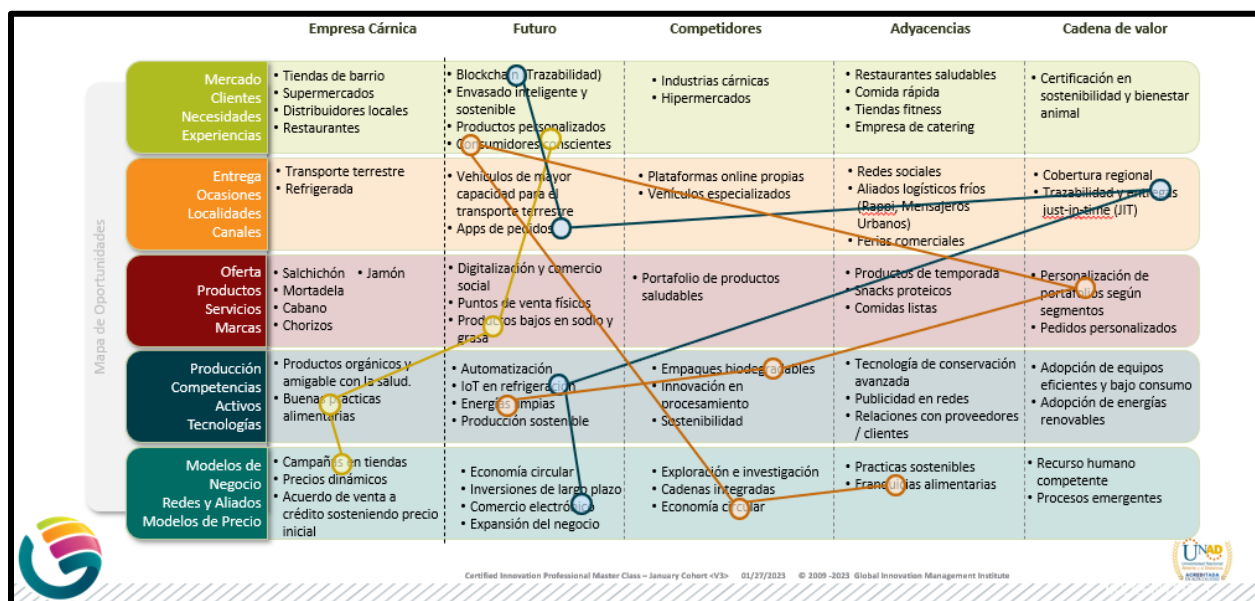 Empresa Cárnica
Futuro
Competidores
Adyacencias
Cadena de valor
Mapa de Oportunidades
Mercado
Clientes
Necesidades
Experiencias
• Tiendas de barrio
• Supermercados
• Distribuidores locales
• Restaurantes
• Blockchain (Trazabilidad)
• Envasado inteligente y
sostenible
• Productos personalizados
• Consumidores conscientes
• Industrias cárnicas
• Hipermercados
• Restaurantes saludables
• Comida rápida
• Tiendas fitness
• Empresa de catering
• Certificación en
sostenibilidad y bienestar
animal
Entrega
Ocasiones
Localidades
Canales
• Transporte terrestre
• Refrigerada
• Vehículos de mayor
capacidad para el
transporte terrestre
• Apps de pedidos
• Plataformas online propias
• Vehículos especializados
• Redes sociales
• Aliados logísticos fríos
(Rappi, Mensajeros
Urbanos)
• Ferias comerciales
• Cobertura regional
• Trazabilidad y entregas
just-in-time (JIT)
Oferta
Productos
Servicios
Marcas
• Salchichón • Jamón
• Mortadela
• Cabano
• Chorizos
• Digitalización y comercio
social
• Puntos de venta físicos
• Productos bajos en sodio y
grasa
• Portafolio de productos
saludables
• Productos de temporada
• Snacks proteicos
• Comidas listas
• Personalización de
portafolios según
segmentos
• Pedidos personalizados
Producción
Competencias
Activos
Tecnologías
• Productos orgánicos y
amigable con la salud.
• Buenas prácticas
alimentarias
• Automatización
• IoT en refrigeración
• Energías limpias
• Producción sostenible
• Empaques biodegradables
• Innovación en
procesamiento
• Sostenibilidad
• Tecnología de conservación
avanzada
• Publicidad en redes
• Relaciones con proveedores
/ clientes
• Adopción de equipos
eficientes y bajo consumo
• Adopción de energías
renovables
Modelos de
Negocio
Redes y Aliados
Modelos de Precio
• Campañas en tiendas
• Precios dinámicos
• Acuerdo de venta a
crédito sosteniendo precio
inicial
• Economía circular
• Inversiones de largo plazo
• Comercio electrónico
• Expansión del negocio
• Exploración e investigación
• Cadenas integradas
• Economía circular
• Practicas sostenibles
• Franquicias alimentarias
• Recurso humano
competente
• Procesos emergentes
Certified Innovation Professional Master Class – January Cohort <V3> 01/27/2023 © 2009 -2023 Global Innovation Management Institute
UNAD